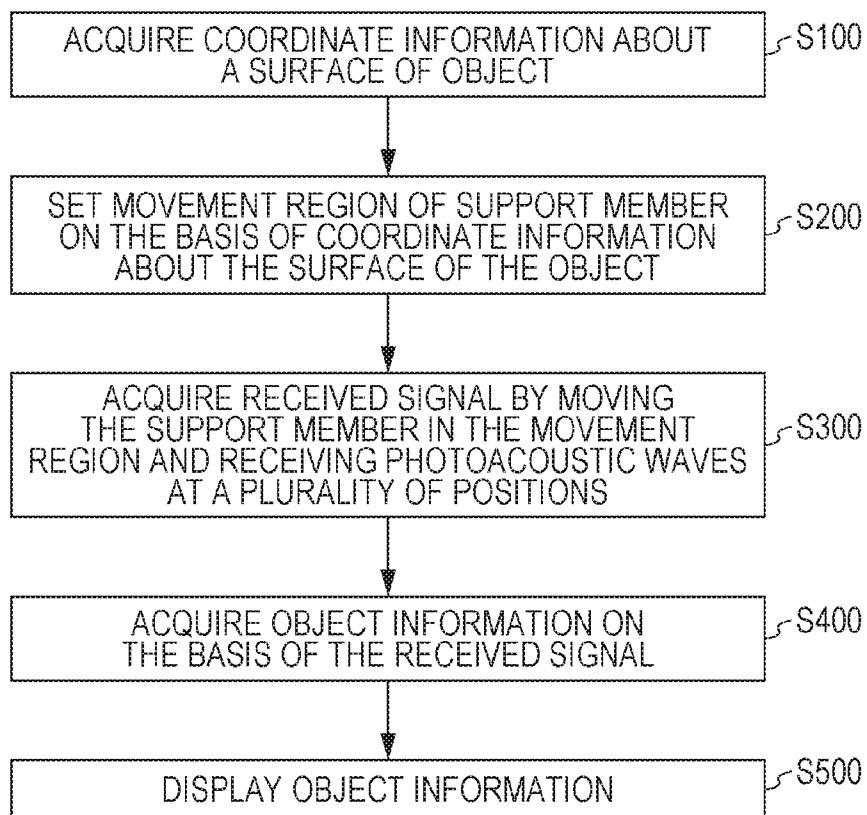 ACQUIRE COORDINATE INFORMATION ABOUT
A SURFACE OF OBJECT
S100
SET MOVEMENT REGION OF SUPPORT MEMBER
ON THE BASIS OF COORDINATE INFORMATION
ABOUT THE SURFACE OF THE OBJECT
S200
ACQUIRE RECEIVED SIGNAL BY MOVING
THE SUPPORT MEMBER IN THE MOVEMENT
REGION AND RECEIVING PHOTOACOUSTIC WAVES
AT A PLURALITY OF POSITIONS
S300
ACQUIRE OBJECT INFORMATION ON
THE BASIS OF THE RECEIVED SIGNAL
S400
DISPLAY OBJECT INFORMATION
S500